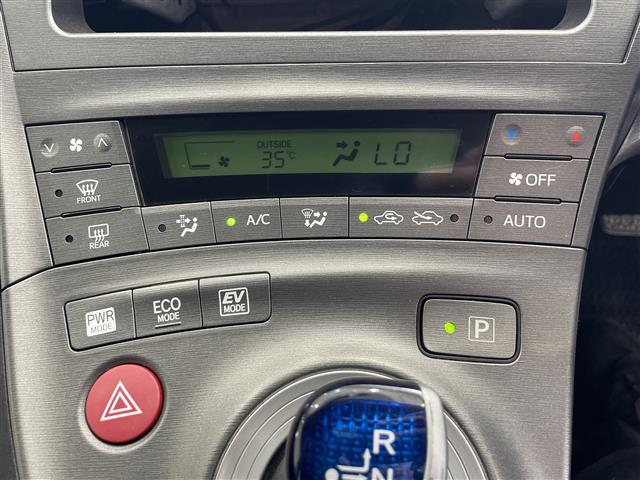 OUTSIDE
35°C
LO
FRONT
OFF
REAR
A/C
AUTO
PWR
MODE
ECO
MODE
EV
MODE
P
R
N